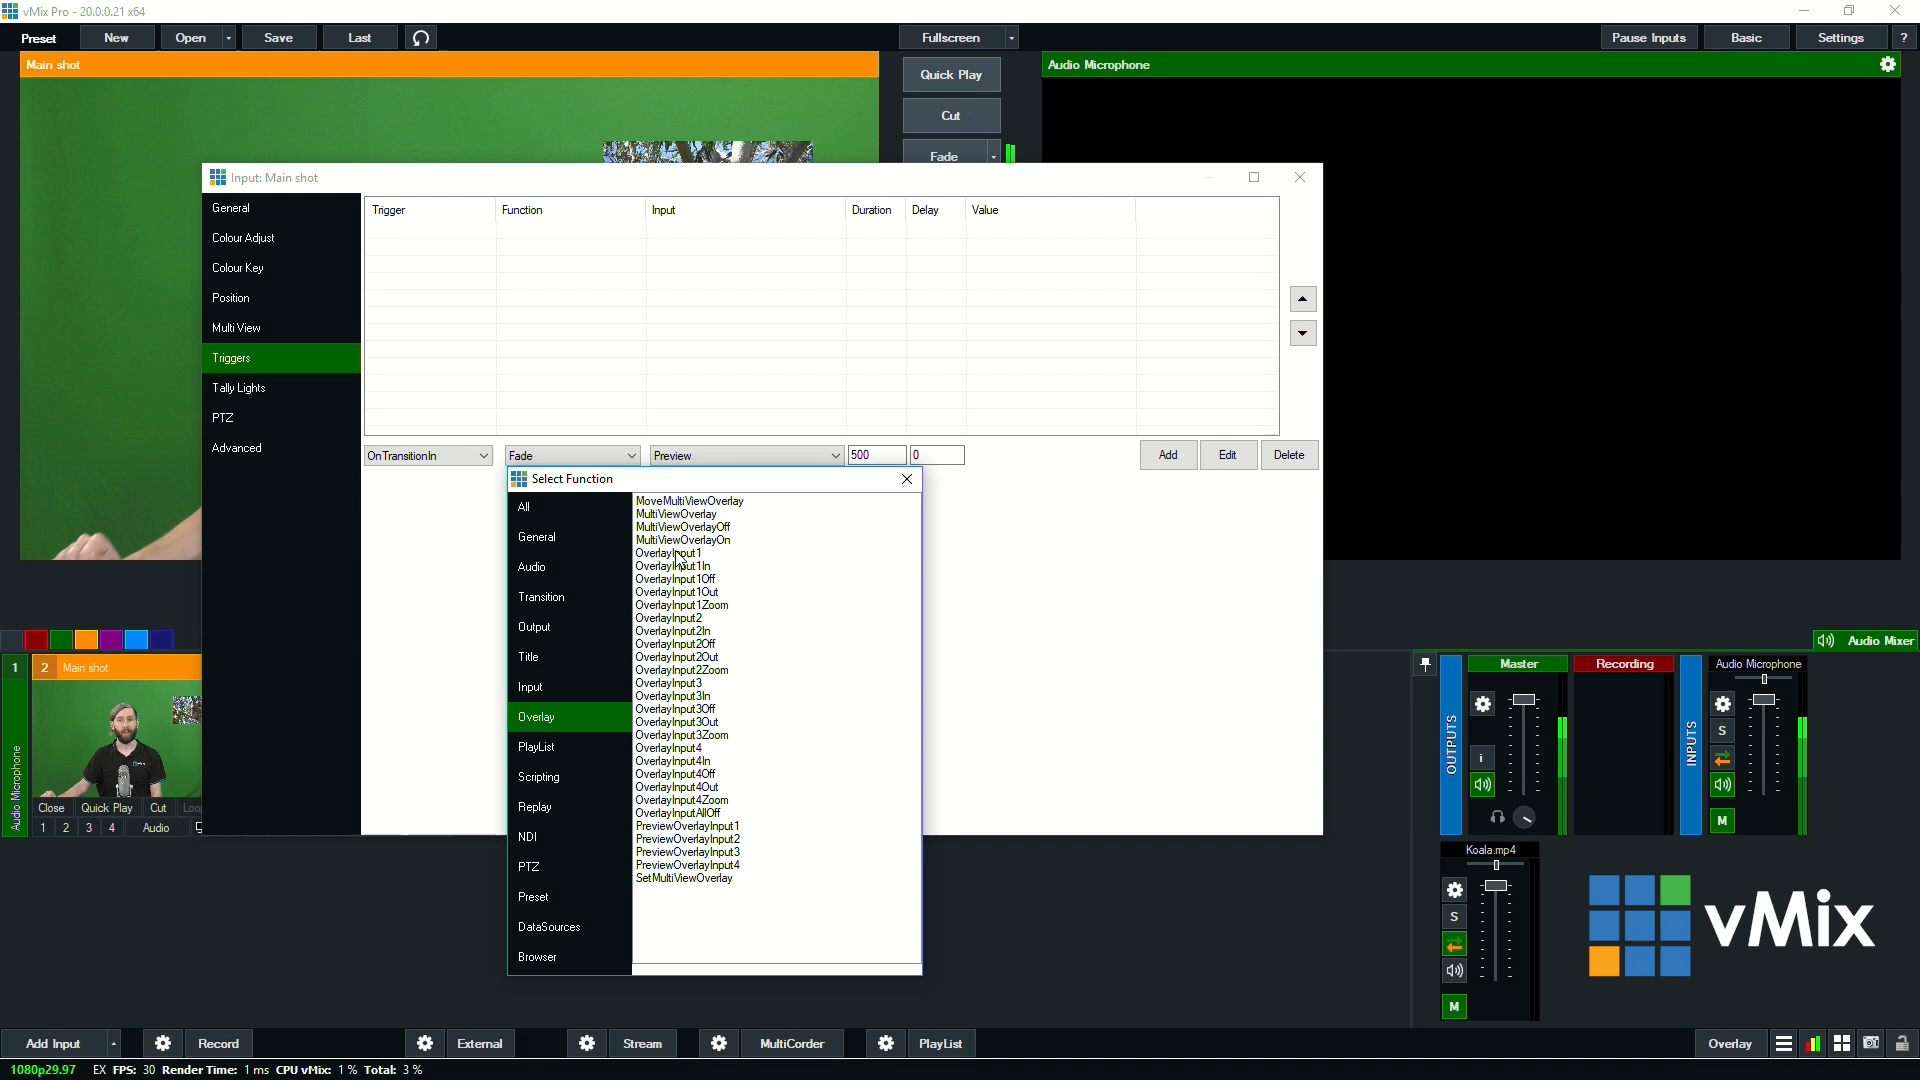 vMix Pro - 20.0.0.21 x64
Preset
New
Open
Save
Last
Fullscreen
Pause Inputs
Basic
Settings
?
Main shot
Quick Play
Cut
Fade
Audio Microphone
Input: Main shot
General
Colour Adjust
Colour Key
Position
Multi View
Triggers
Tally Lights
PTZ
Advanced
Trigger Function Input Duration Delay Value
OnTransitionIn
Fade
Preview
500
0
Add
Edit
Delete
Select Function
All
General
Audio
Transition
Output
Title
Input
Overlay
PlayList
Scripting
Replay
NDI
PTZ
Preset
DataSources
Browser
MoveMultiViewOverlay
MultiViewOverlay
MultiViewOverlayOff
MultiViewOverlayOn
OverlayInput1
OverlayInput1In
OverlayInput1Off
OverlayInput1Out
OverlayInput1Zoom
OverlayInput2
OverlayInput2In
OverlayInput2Off
OverlayInput2Out
OverlayInput2Zoom
OverlayInput3
OverlayInput3In
OverlayInput3Off
OverlayInput3Out
OverlayInput3Zoom
OverlayInput4
OverlayInput4In
OverlayInput4Off
OverlayInput4Out
OverlayInput4Zoom
OverlayInputAllOff
PreviewOverlayInput1
PreviewOverlayInput2
PreviewOverlayInput3
PreviewOverlayInput4
SetMultiViewOverlay
1
Audio Microphone
2 Main shot
Close
Quick Play
Cut
Loo
1 2 3 4 Audio
Audio Mixer
OUTPUTS
Master
i
Recording
INPUTS
Audio Microphone
S
M
Koala.mp4
S
M
vMix
Add Input
Record
External
Stream
MultiCorder
PlayList
Overlay
1080p29.97 EX FPS: 30 Render Time: 1 ms CPU vMix: 1 % Total: 3 %